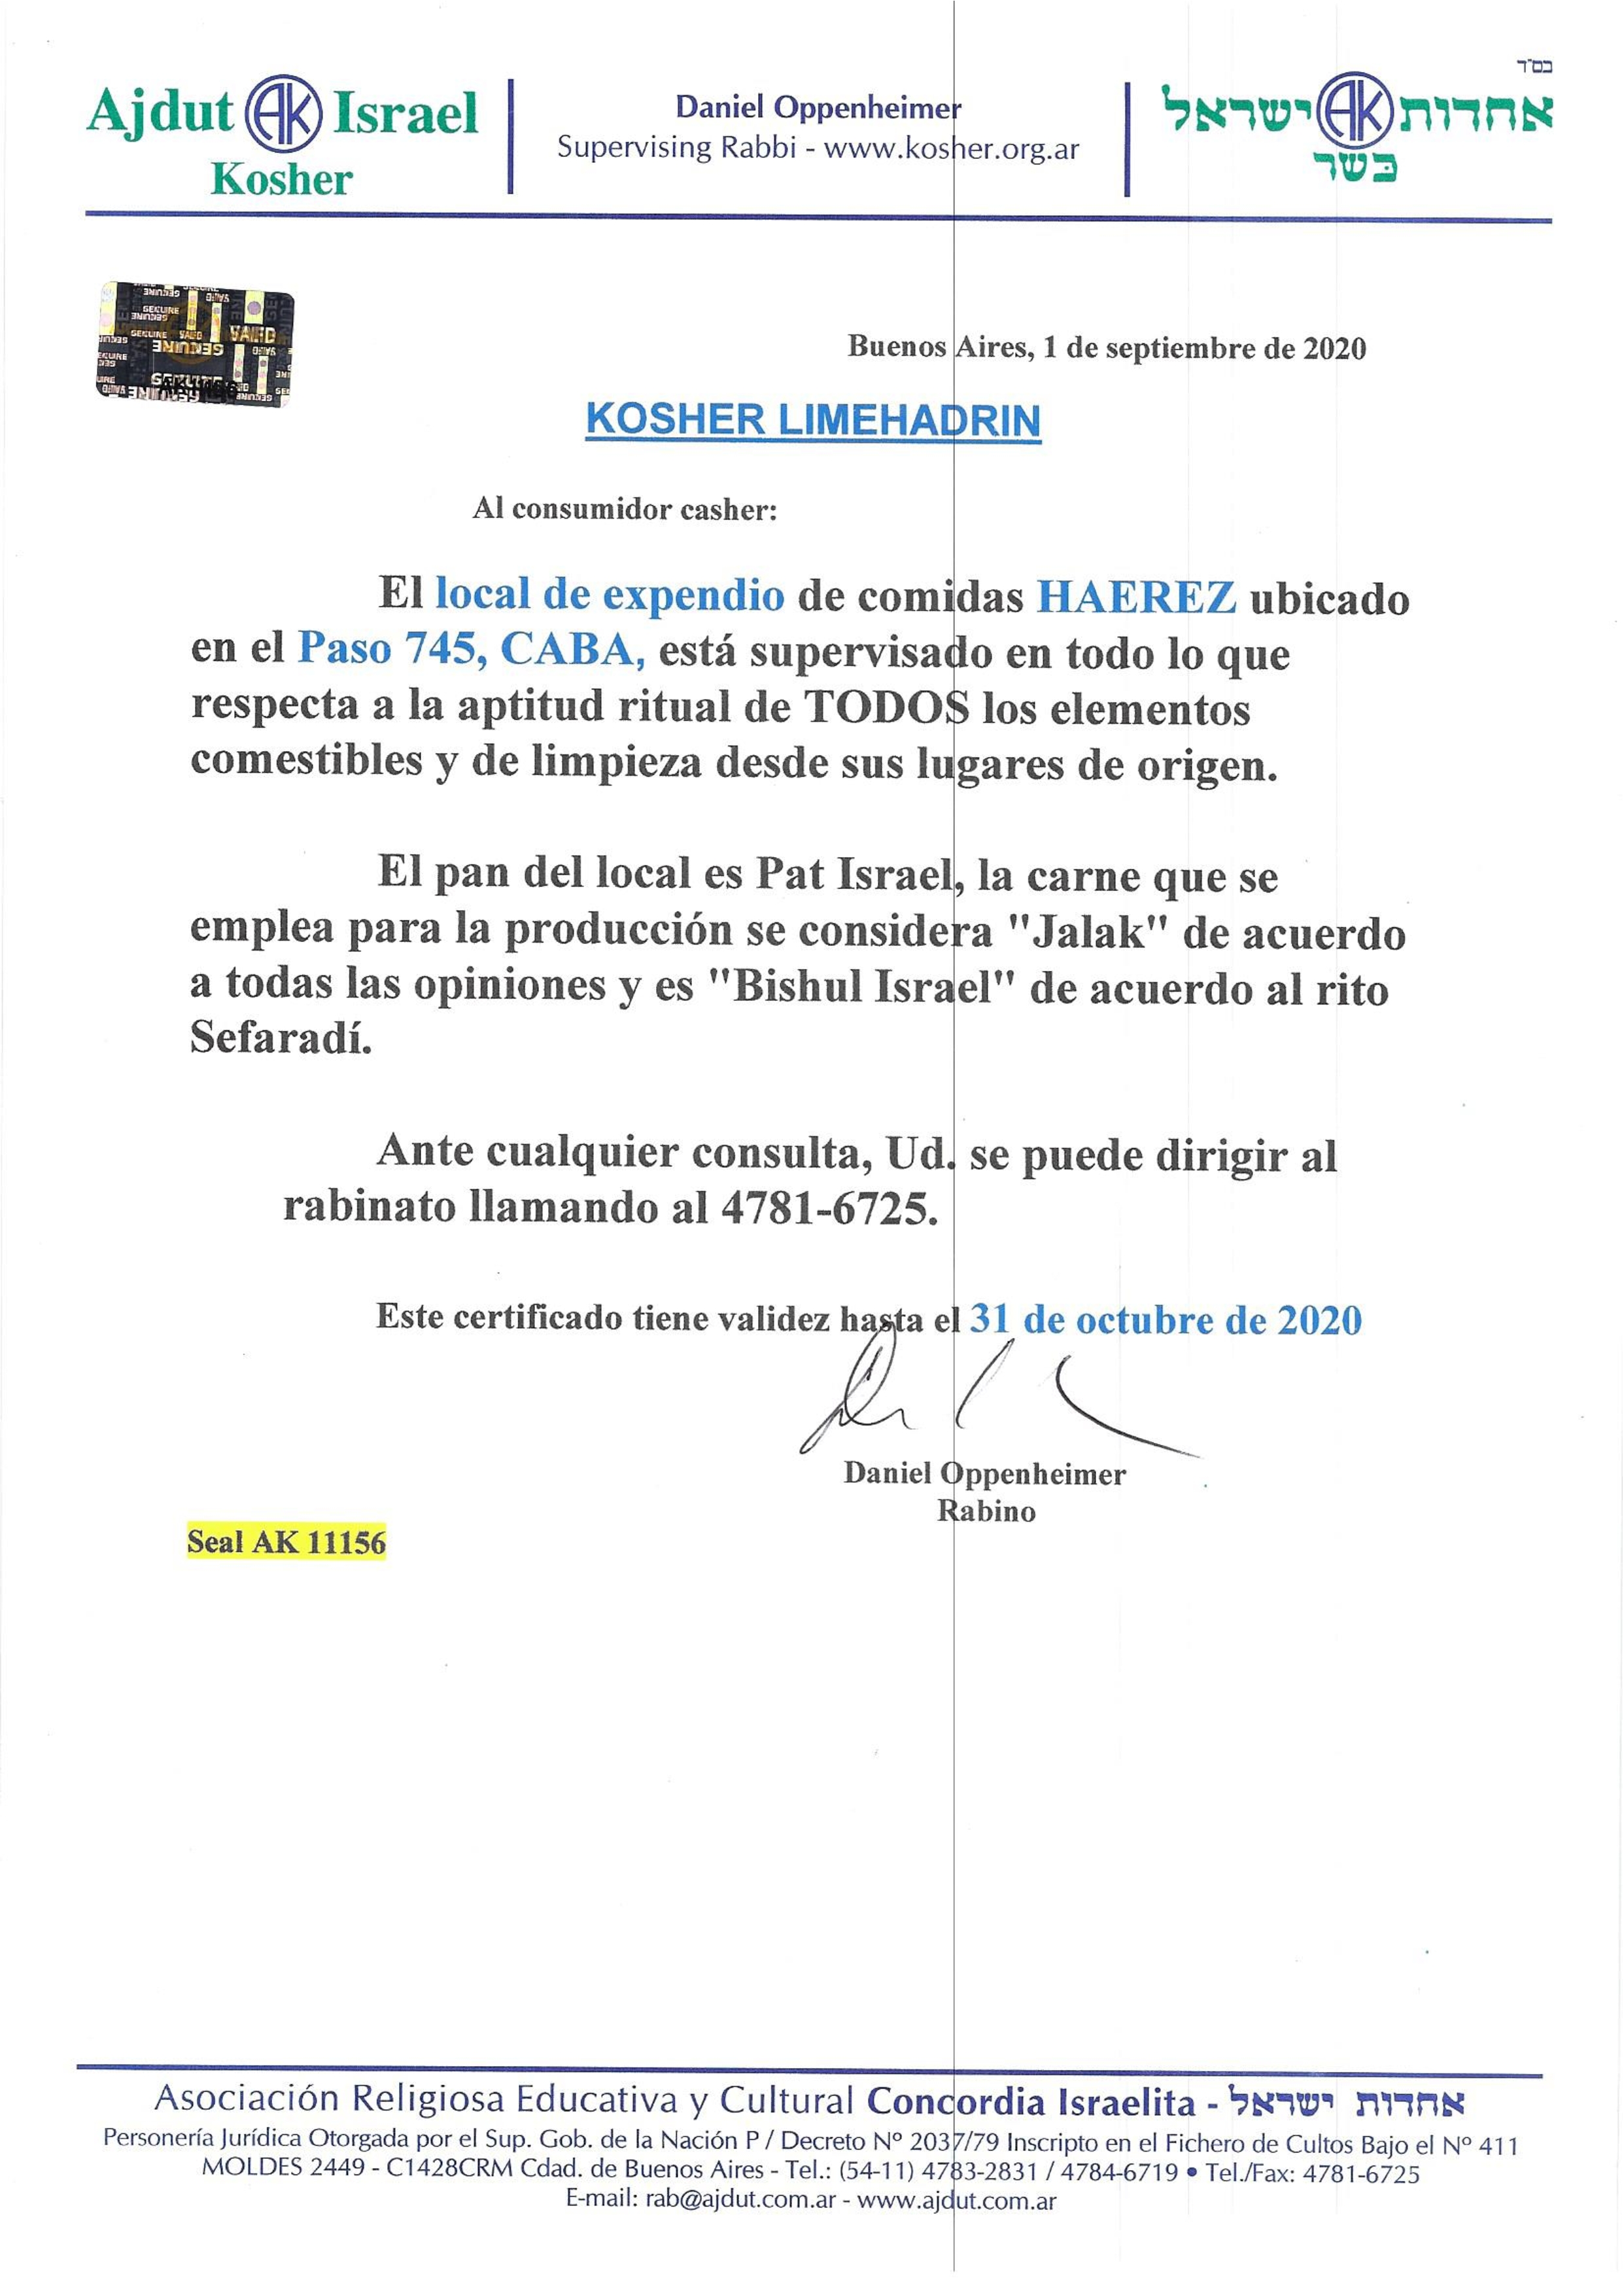 בס"ד
Ajdut AK Israel
Kosher
Daniel Oppenheimer
Supervising Rabbi - www.kosher.org.ar
אחדות AK ישראל
כשר
GENUINE
VALID
SECURE
Buenos Aires, 1 de septiembre de 2020
KOSHER LIMEHADRIN
Al consumidor casher:
El local de expendio de comidas HAEREZ ubicado
en el Paso 745, CABA, está supervisado en todo lo que
respecta a la aptitud ritual de TODOS los elementos
comestibles y de limpieza desde sus lugares de origen.
El pan del local es Pat Israel, la carne que se
emplea para la producción se considera "Jalak" de acuerdo
a todas las opiniones y es "Bishul Israel" de acuerdo al rito
Sefaradí.
Ante cualquier consulta, Ud. se puede dirigir al
rabinato llamando al 4781-6725.
Este certificado tiene validez hasta el 31 de octubre de 2020
Daniel Oppenheimer
Rabino
Seal AK 11156
Asociación Religiosa Educativa y Cultural Concordia Israelita - אחדות ישראל
Personería Jurídica Otorgada por el Sup. Gob. de la Nación P / Decreto Nº 2037/79 Inscripto en el Fichero de Cultos Bajo el Nº 411
MOLDES 2449 - C1428CRM Cdad. de Buenos Aires - Tel.: (54-11) 4783-2831 / 4784-6719 • Tel./Fax: 4781-6725
E-mail: rab@ajdut.com.ar - www.ajdut.com.ar